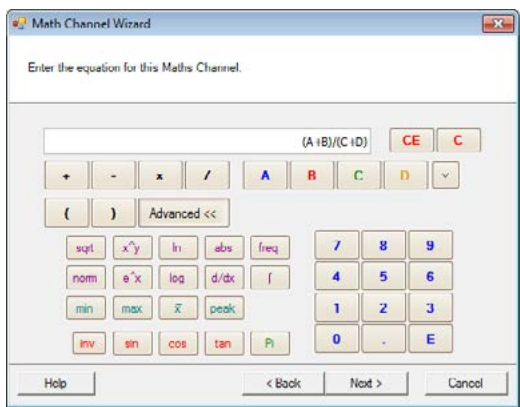 Math Channel Wizard
Enter the equation for this Maths Channel.
(A+B)/(C+D) CE C
+ - x / A B C D
( ) Advanced <<
sqrt x^y ln abs freq 7 8 9
norm e^x log d/dx ∫ 4 5 6
min max x̅ peak 1 2 3
inv sin cos tan Pi 0 . E
Help < Back Next > Cancel